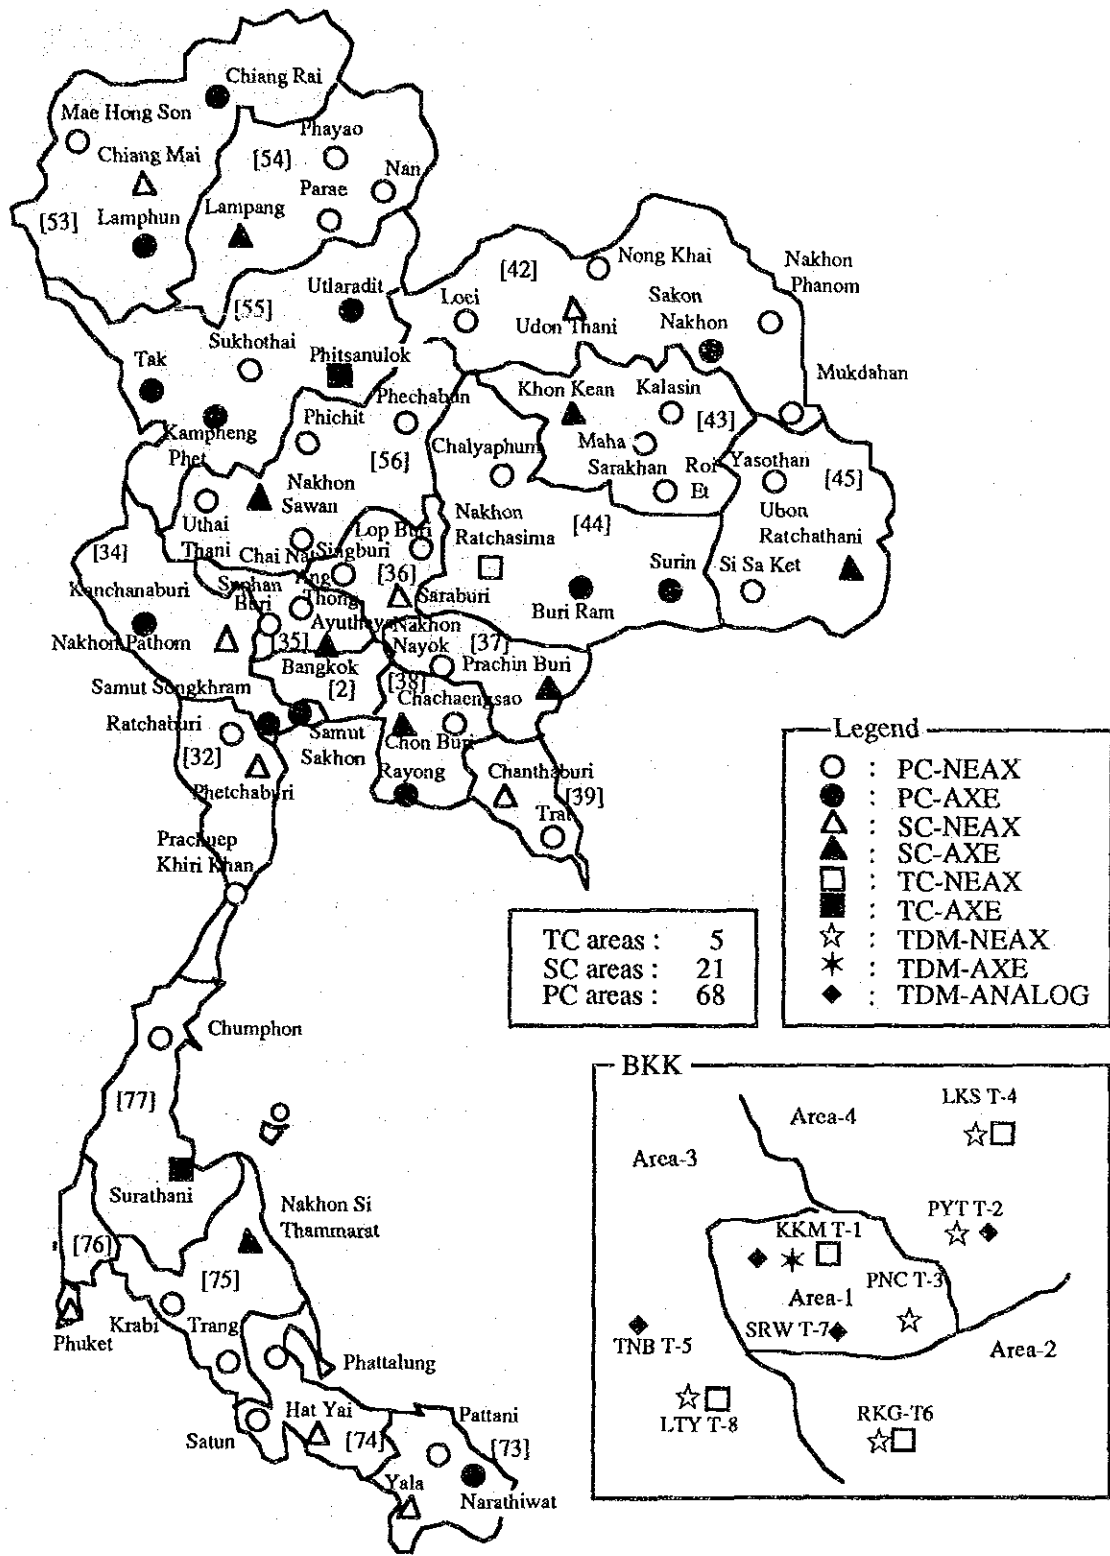 Chiang Rai
Mae Hong Son
Phayao
Chiang Mai
[54]
Nan
Parae
Lampang
[53]
Lamphun
[42]
Nong Khai
Nakhon
Phanom
Utlaradit
Loei
Sakon
Nakhon
[55]
Udon Thani
Sukhothai
Tak
Phitsanulok
Mukdahan
Khon Kean
Kalasin
Phechabun
Phichit
[43]
Kampheng
Phet
Maha
Sarakhan
Chalyaphum
Roi
Et
Yasothan
[56]
[45]
Nakhon
Sawan
Uthai
Thani
Nakhon
Ratchasima
Ubon
Ratchathani
[44]
Lop Buri
[34]
Chai Nat
Singburi
[36]
Surin
Si Sa Ket
Kanchanaburi
Suphan
Buri
Ang
Thong
Saraburi
Buri Ram
Ayuthaya
Nakhon
Nayok
Nakhon Pathom
[35]
[37]
Prachin Buri
Bangkok
[2]
[38]
Samut Songkhram
Chachaengsao
Ratchaburi
Samut
Sakhon
Chon Buri
[32]
Rayong
Chanthaburi
Phetchaburi
[39]
Trat
Prachuep
Khiri Khan
Legend
: PC-NEAX
: PC-AXE
: SC-NEAX
: SC-AXE
: TC-NEAX
: TC-AXE
: TDM-NEAX
: TDM-AXE
: TDM-ANALOG
TC areas : 5
SC areas : 21
PC areas : 68
Chumphon
[77]
Surathani
Nakhon Si
Thammarat
[76]
[75]
Krabi
Trang
Phuket
Phattalung
Hat Yai
Pattani
Satun
[74]
[73]
Yala
Narathiwat
BKK
LKS T-4
Area-4
Area-3
PYT T-2
KKM T-1
PNC T-3
Area-1
SRW T-7
TNB T-5
Area-2
LTY T-8
RKG-T6